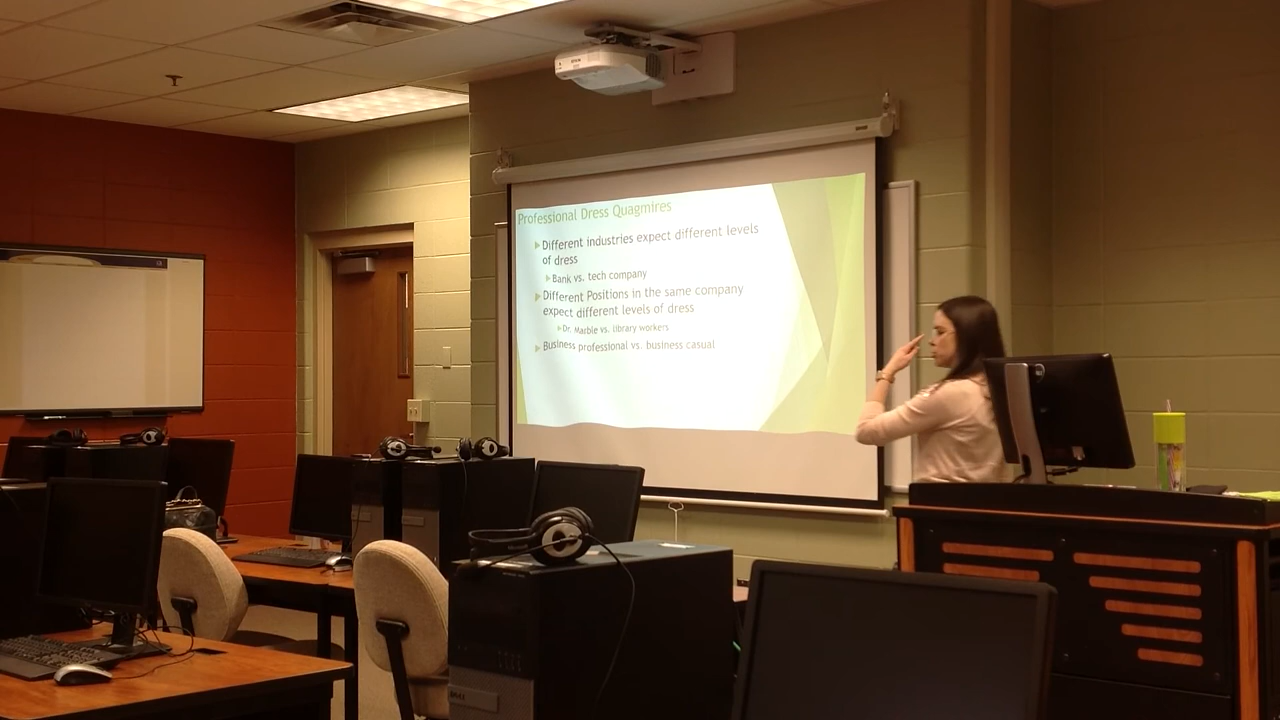 Professional Dress Quagmires
Different industries expect different levels
of dress
Bank vs. tech company
Different Positions in the same company
expect different levels of dress
Dr. Marble vs. library workers
Business professional vs. business casual
DELL